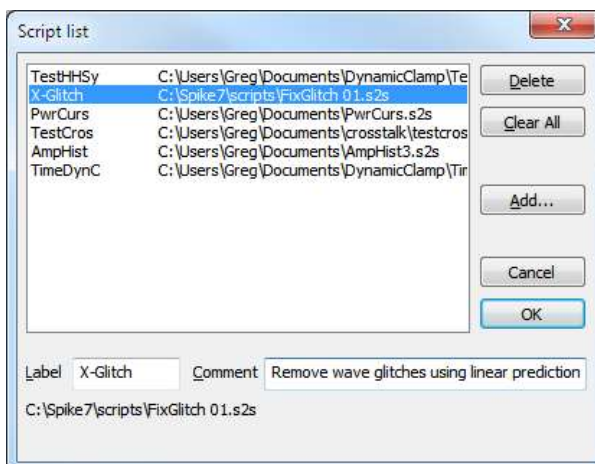 Script list
X
TestHHSy C:\Users\Greg\Documents\DynamicClamp\Te
X-Glitch C:\Spike7\scripts\FixGlitch 01.s2s
PwrCurs C:\Users\Greg\Documents\PwrCurs.s2s
TestCros C:\Users\Greg\Documents\crosstalk\testcros
AmpHist C:\Users\Greg\Documents\AmpHist3.s2s
TimeDynC C:\Users\Greg\Documents\DynamicClamp\Tir
Delete
Clear All
Add...
Cancel
OK
Label X-Glitch Comment Remove wave glitches using linear prediction
C:\Spike7\scripts\FixGlitch 01.s2s